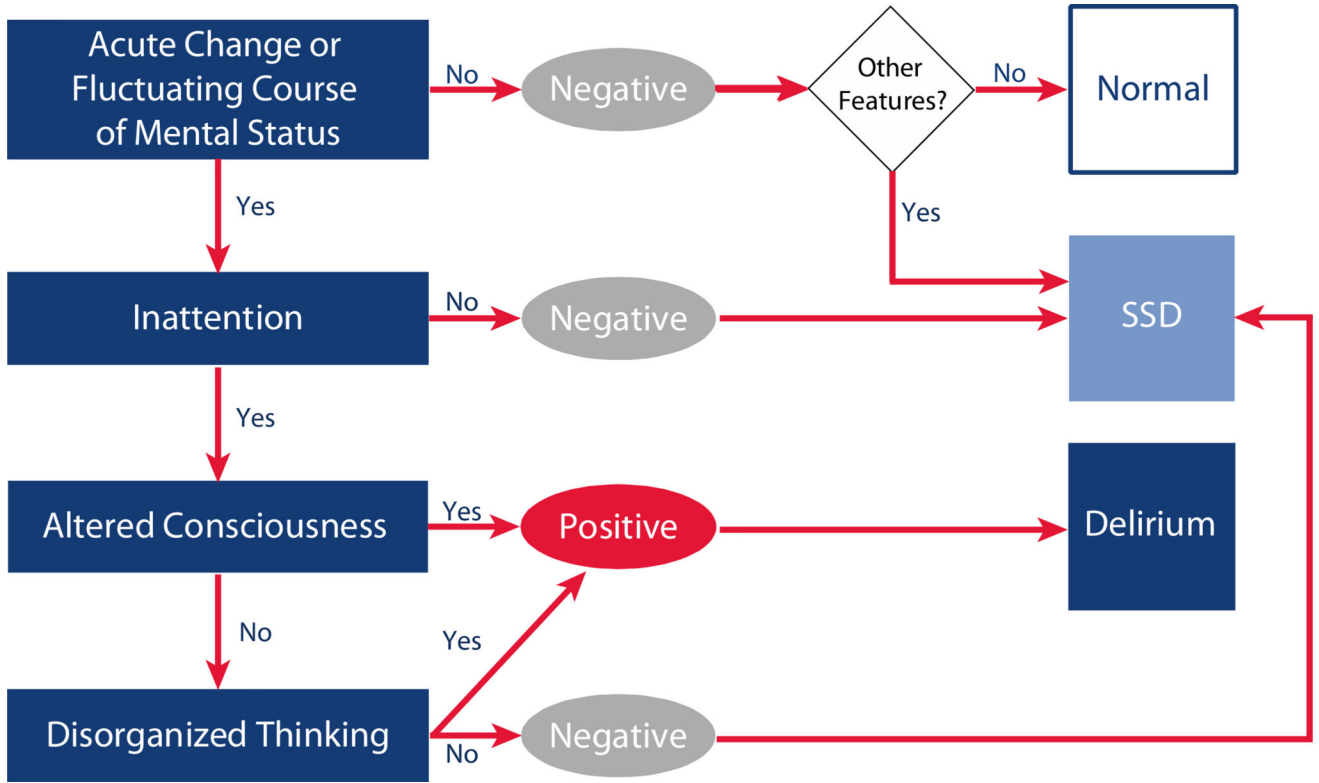 Acute Change or
Fluctuating Course
of Mental Status
No
Negative
Other
Features?
No
Normal
Yes
Yes
Inattention
No
Negative
SSD
Yes
Altered Consciousness
Yes
Positive
Delirium
No
Yes
Disorganized Thinking
No
Negative